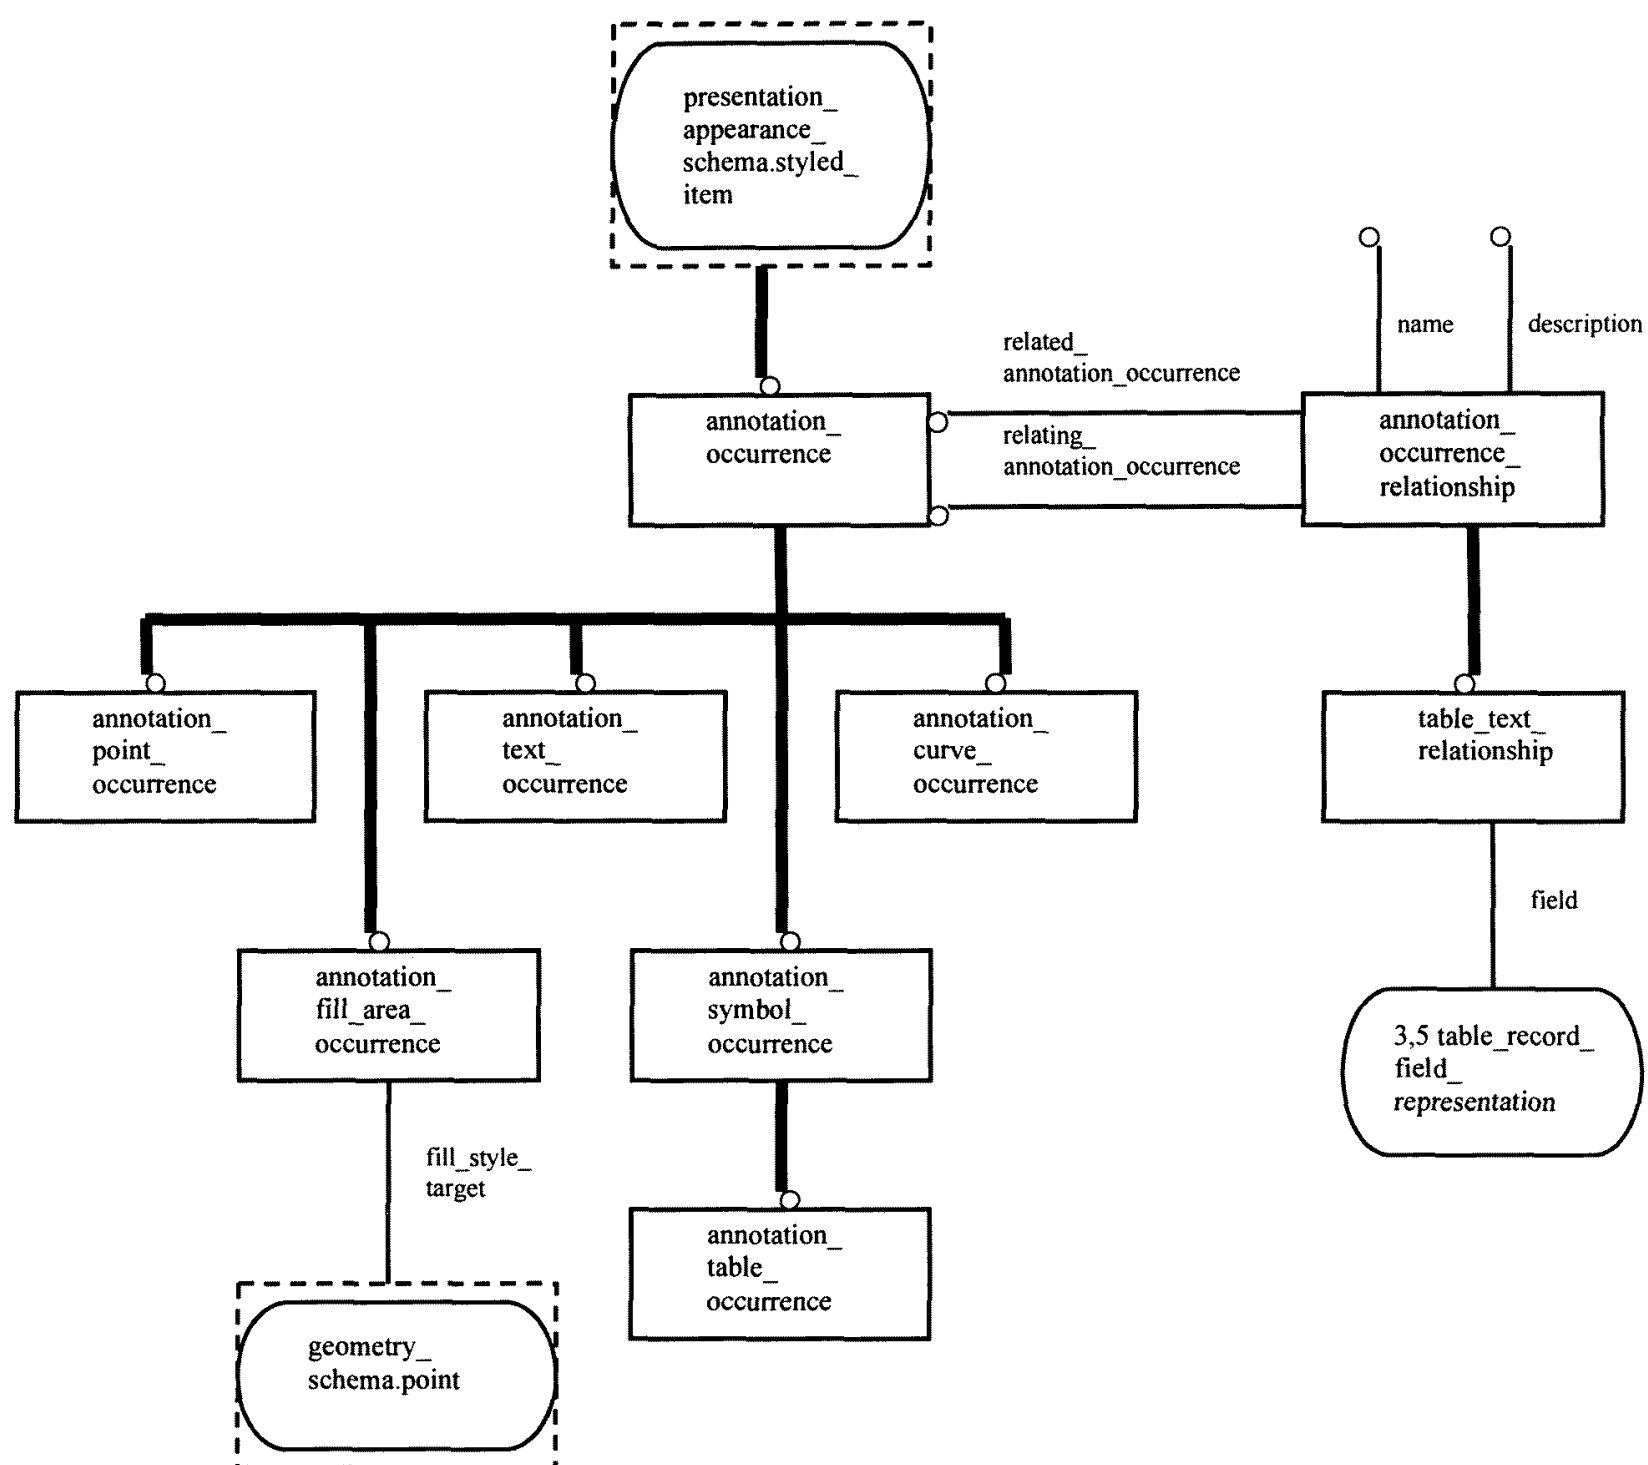 presentation_
appearance_
schema.styled_
item
name
description
related_
annotation_occurrence
relating_
annotation_occurrence
annotation_
occurrence
annotation_
occurrence_
relationship
annotation_
point_
occurrence
annotation_
text_
occurrence
annotation_
curve_
occurrence
table_text_
relationship
field
annotation_
fill_area_
occurrence
annotation_
symbol_
occurrence
3,5 table_record_
field_
representation
fill_style_
target
annotation_
table_
occurrence
geometry_
schema.point